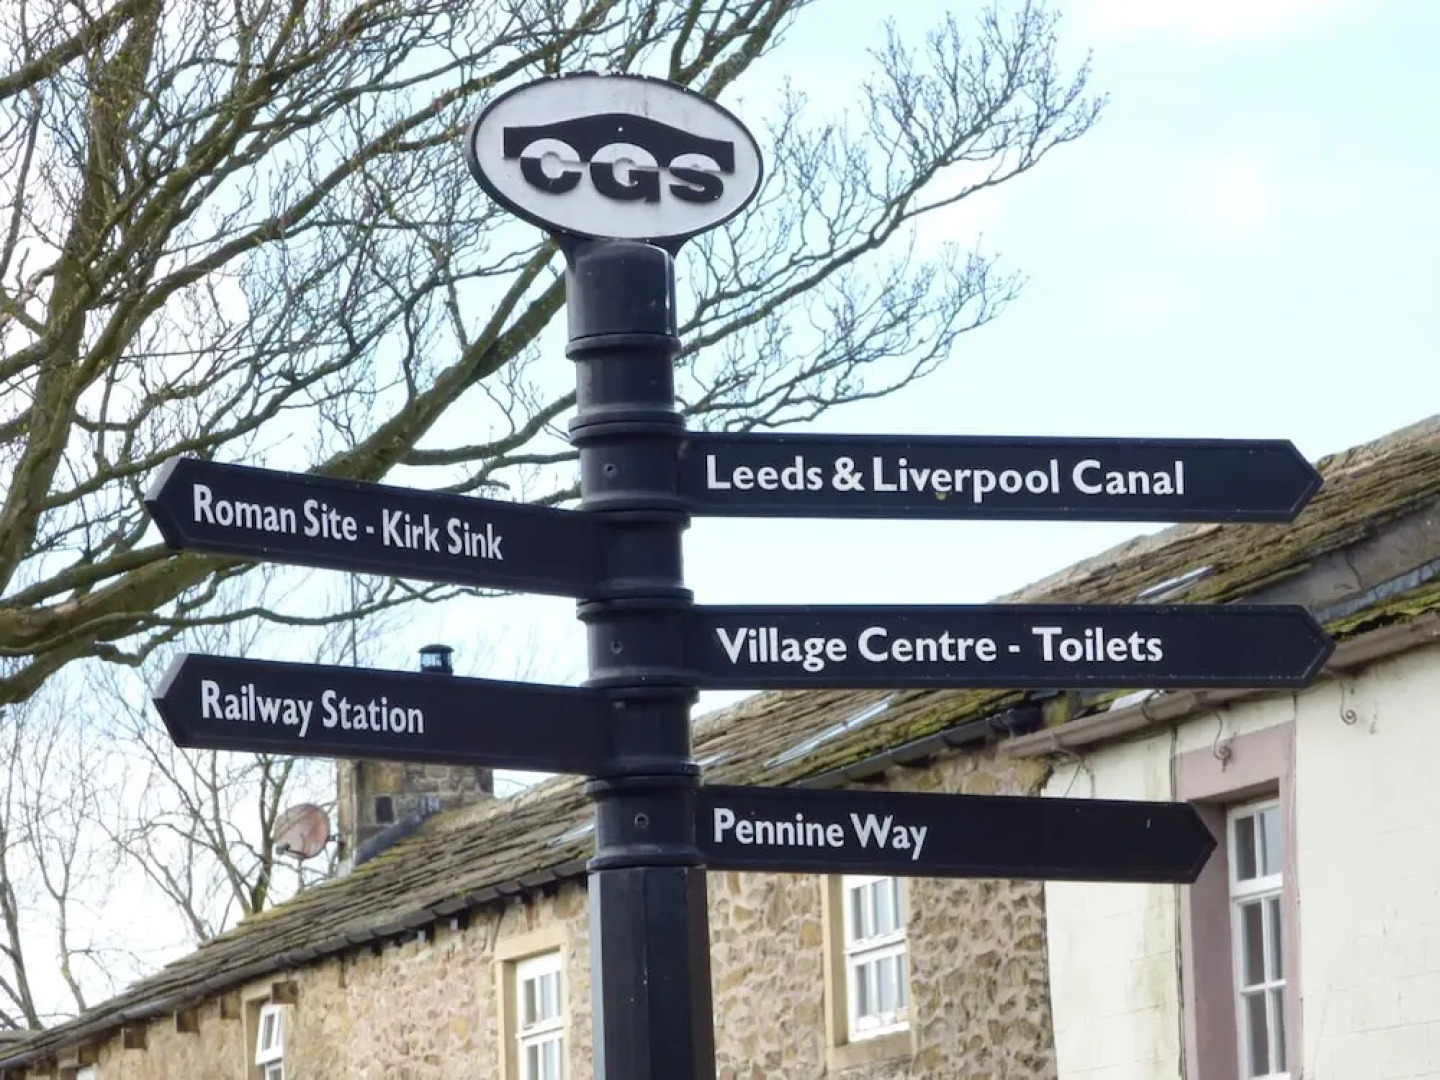 CGS
Leeds & Liverpool Canal
Roman Site - Kirk Sink
Village Centre - Toilets
Railway Station
Pennine Way